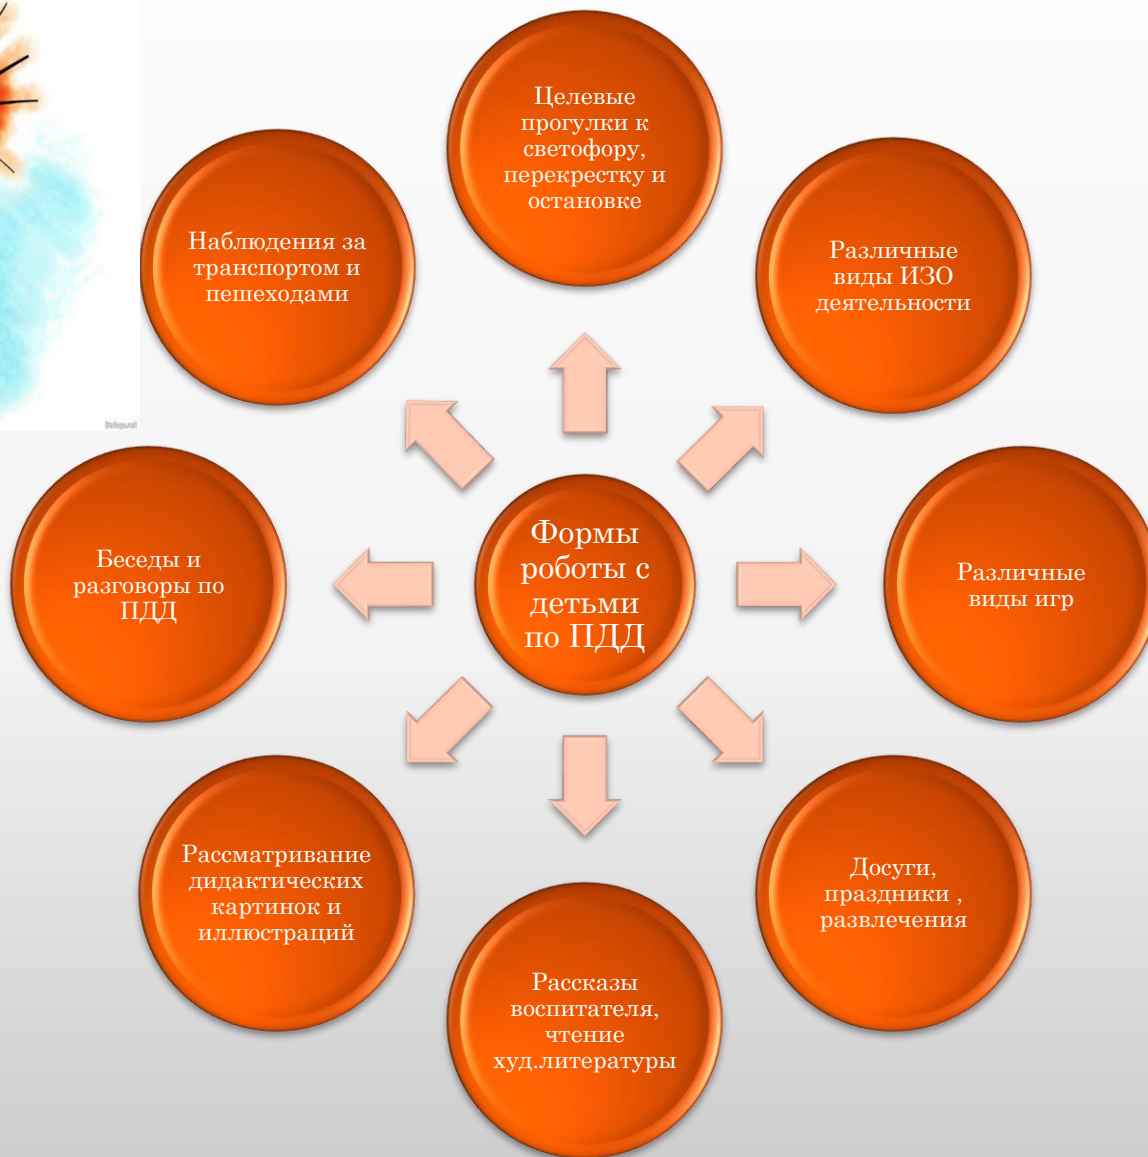 Целевые
прогулки к
светофору,
перекрестку и
остановке
Различные
виды ИЗО
деятельности
Различные
виды игр
Досуги,
праздники ,
развлечения
Рассказы
воспитателя,
чтение
худ.литературы
Рассматривание
дидактических
картинок и
иллюстраций
Беседы и
разговоры по
ПДД
Наблюдения за
транспортом и
пешеходами
Формы
роботы с
детьми
по ПДД